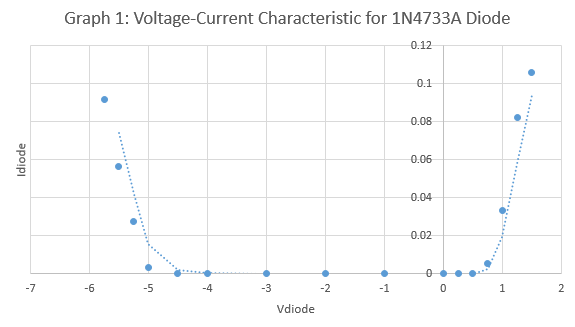 Graph 1: Voltage-Current Characteristic for 1N4733A Diode
0.12
0.1
0.08
0.06
0.04
0.02
0
Idiode
-7 -6 -5 -4 -3 -2 -1 0 1 2
Vdiode